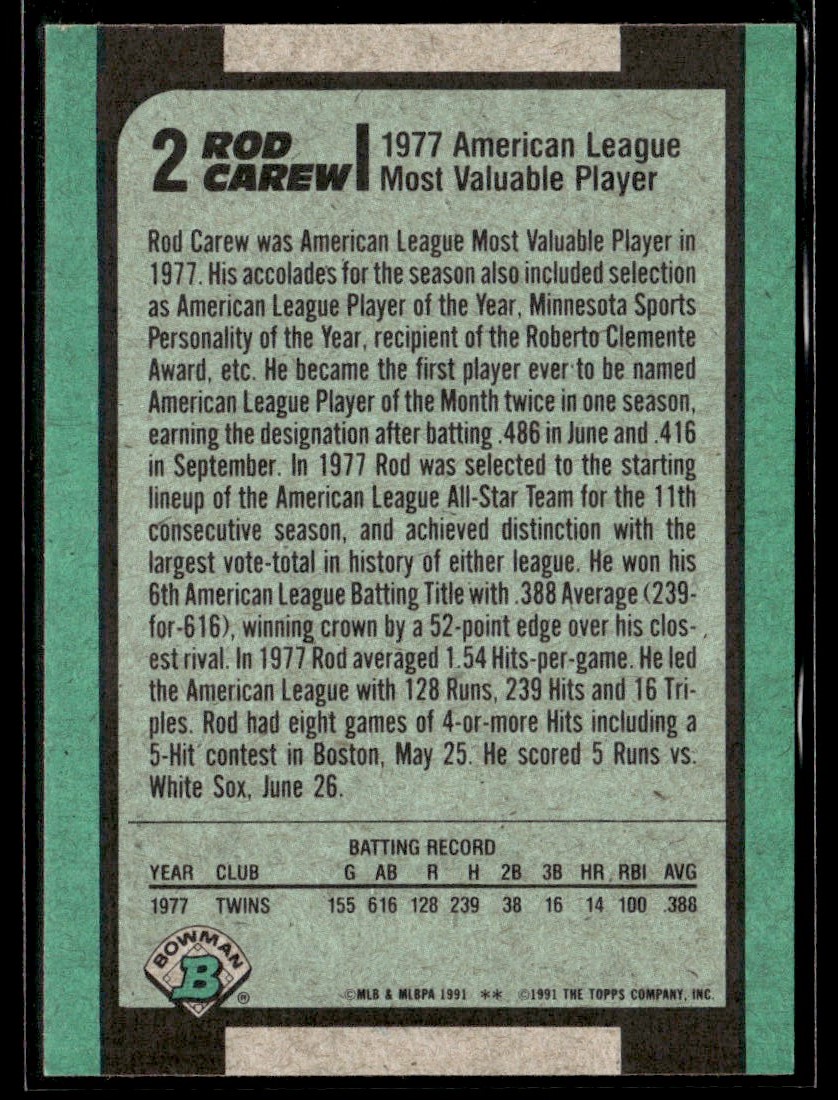 2 ROD CAREW 1977 American League
Most Valuable Player
Rod Carew was American League Most Valuable Player in
1977. His accolades for the season also included selection
as American League Player of the Year, Minnesota Sports
Personality of the Year, recipient of the Roberto Clemente
Award, etc. He became the first player ever to be named
American League Player of the Month twice in one season,
earning the designation after batting .486 in June and .416
in September. In 1977 Rod was selected to the starting
lineup of the American League All-Star Team for the 11th
consecutive season, and achieved distinction with the
largest vote-total in history of either league. He won his
6th American League Batting Title with .388 Average (239-
for-616), winning crown by a 52-point edge over his clos-
est rival. In 1977 Rod averaged 1.54 Hits-per-game. He led
the American League with 128 Runs, 239 Hits and 16 Tri-
ples. Rod had eight games of 4-or-more Hits including a
5-Hit contest in Boston, May 25. He scored 5 Runs vs.
White Sox, June 26.
BATTING RECORD
YEAR CLUB G AB R H 2B 3B HR RBI AVG
1977 TWINS 155 616 128 239 38 16 14 100 .388
BOWMAN
B ®
©MLB & MLBPA 1991 ** ©1991 THE TOPPS COMPANY, INC.